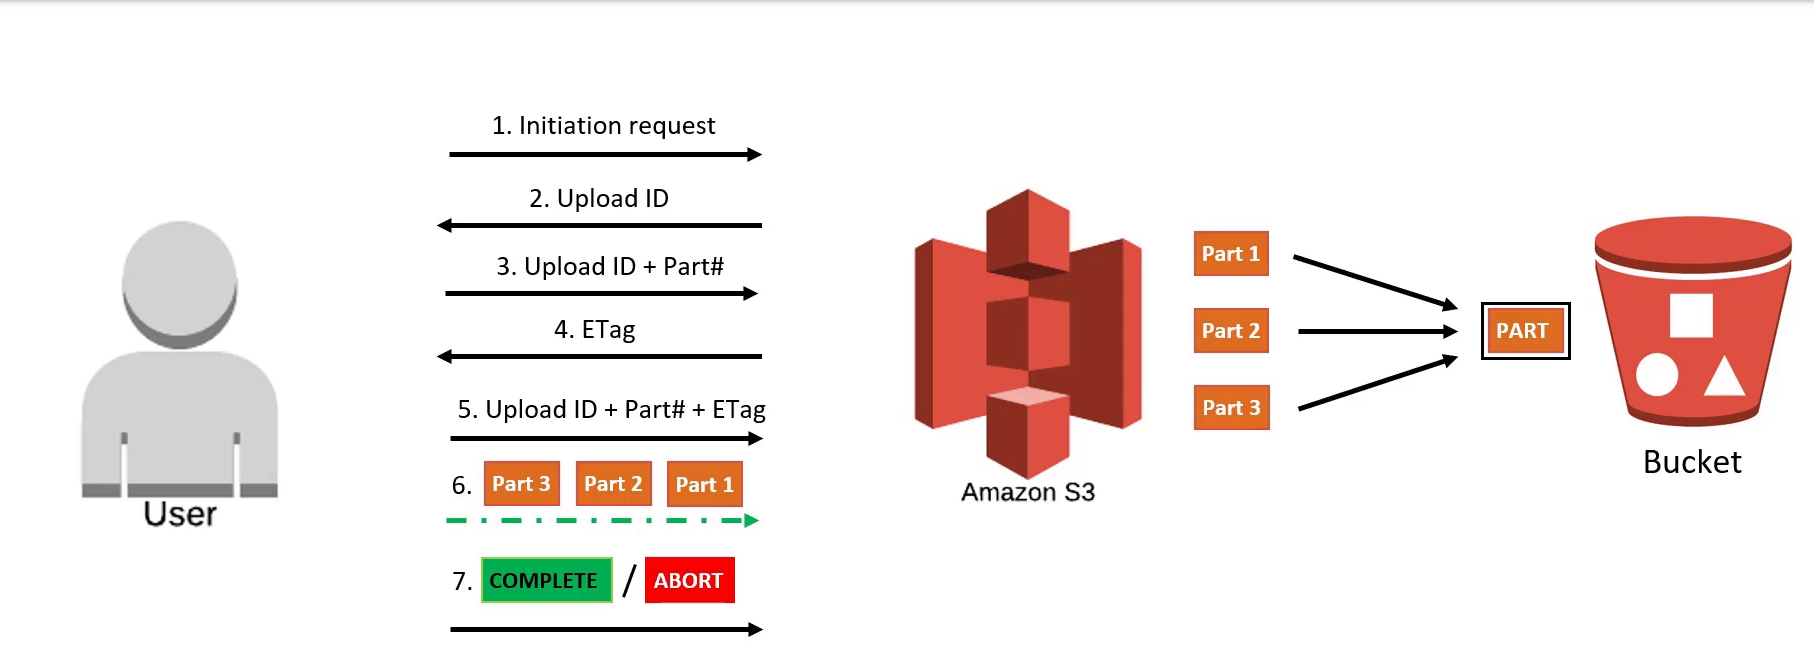 1. Initiation request
2. Upload ID
3. Upload ID + Part#
4. ETag
5. Upload ID + Part# + ETag
6. Part 3 Part 2 Part 1
7. COMPLETE / ABORT
User
Amazon S3
Part 1
Part 2
Part 3
PART
Bucket